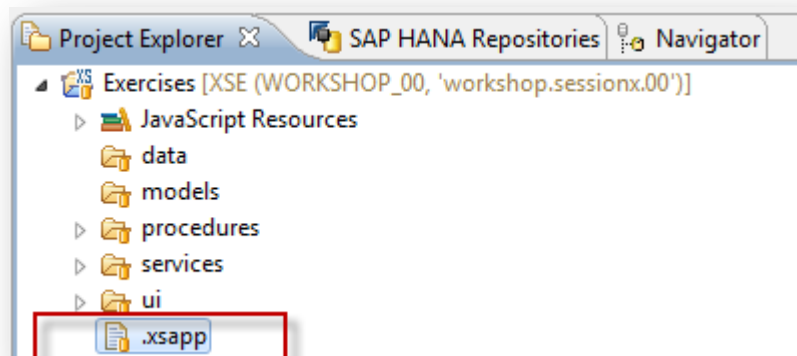 Project Explorer SAP HANA Repositories Navigator
Exercises [XSE (WORKSHOP_00, 'workshop.sessionx.00')]
JavaScript Resources
data
models
procedures
services
ui
.xsapp